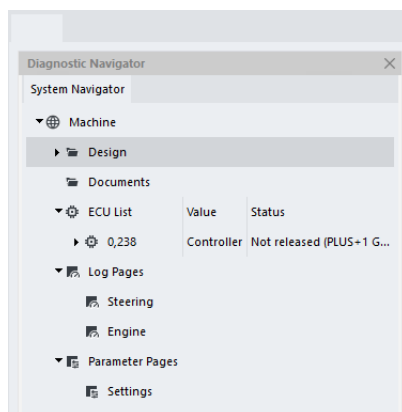 Diagnostic Navigator
System Navigator
Machine
Design
Documents
ECU List Value Status
0,238 Controller Not released (PLUS+1 G...
Log Pages
Steering
Engine
Parameter Pages
Settings